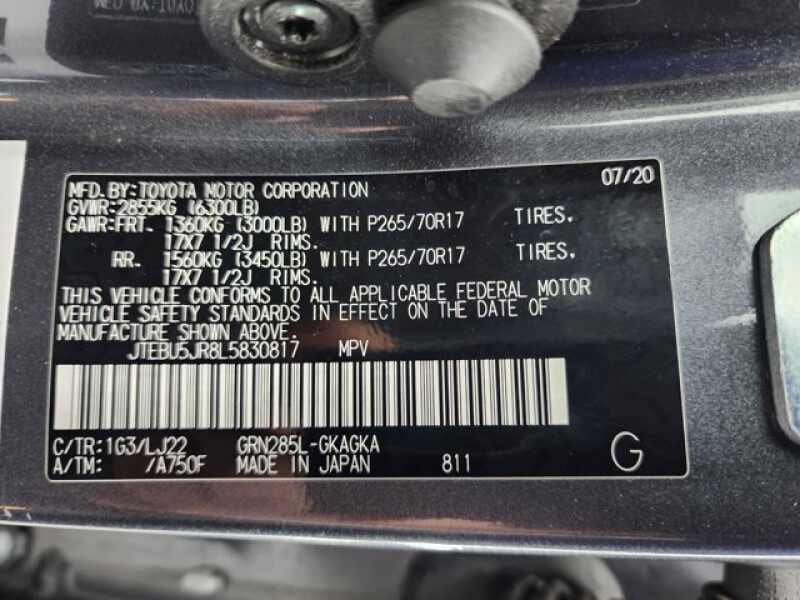 07/20
MFD.BY:TOYOTA MOTOR CORPORATION
GVWR:2855KG (6300LB)
GAWR:FRT. 1360KG (3000LB) WITH P265/70R17 TIRES,
17X7 1/2J RIMS.
RR. 1560KG (3450LB) WITH P265/70R17 TIRES,
17X7 1/2J RIMS.
THIS VEHICLE CONFORMS TO ALL APPLICABLE FEDERAL MOTOR
VEHICLE SAFETY STANDARDS IN EFFECT ON THE DATE OF
MANUFACTURE SHOWN ABOVE.
JTEBU5JR8L5830817 MPV
C/TR:1G3/LJ22 GRN285L-GKAGKA
A/TM: /A750F MADE IN JAPAN 811 G